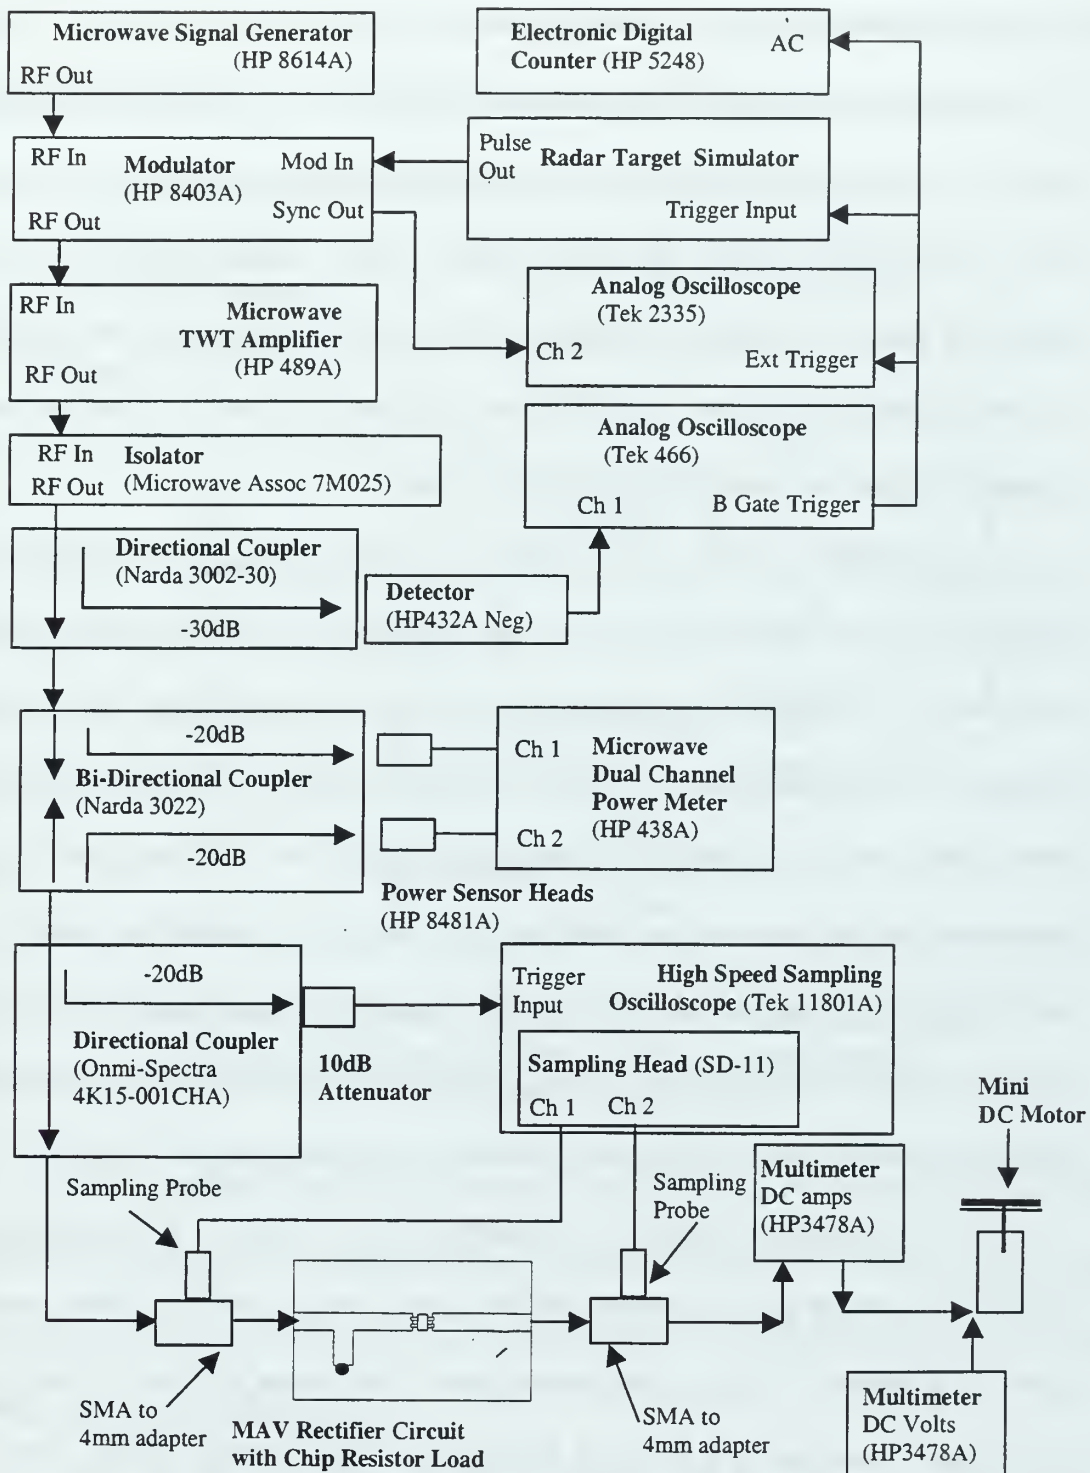 Microwave Signal Generator
(HP 8614A)
RF Out
Electronic Digital
Counter (HP 5248)
AC
RF In
Modulator
(HP 8403A)
Mod In
Sync Out
RF Out
Pulse
Out
Radar Target Simulator
Trigger Input
RF In
Microwave
TWT Amplifier
(HP 489A)
RF Out
Analog Oscilloscope
(Tek 2335)
Ch 2
Ext Trigger
RF In
RF Out
Isolator
(Microwave Assoc 7M025)
Analog Oscilloscope
(Tek 466)
Ch 1
B Gate Trigger
Directional Coupler
(Narda 3002-30)
-30dB
Detector
(HP432A Neg)
-20dB
Bi-Directional Coupler
(Narda 3022)
-20dB
Ch 1
Microwave
Dual Channel
Power Meter
(HP 438A)
Ch 2
Power Sensor Heads
(HP 8481A)
-20dB
Directional Coupler
(Onmi-Spectra
4K15-001CHA)
10dB
Attenuator
Trigger
Input
High Speed Sampling
Oscilloscope (Tek 11801A)
Sampling Head (SD-11)
Ch 1
Ch 2
Mini
DC Motor
Sampling Probe
Sampling
Probe
Multimeter
DC amps
(HP3478A)
SMA to
4mm adapter
MAV Rectifier Circuit
with Chip Resistor Load
SMA to
4mm adapter
Multimeter
DC Volts
(HP3478A)